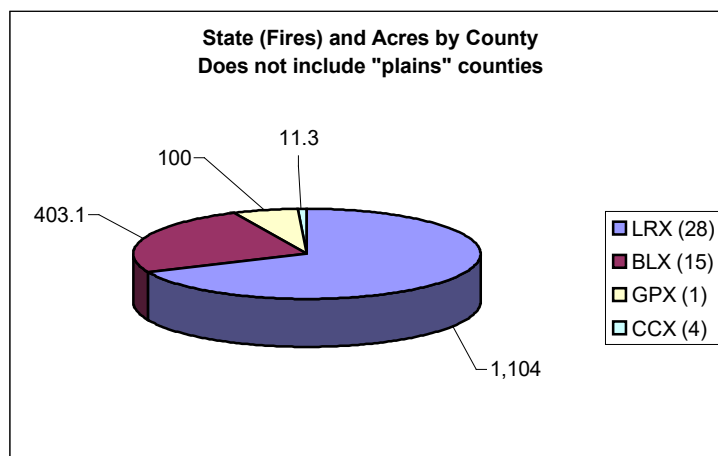 State (Fires) and Acres by County
Does not include "plains" counties
11.3
100
403.1
1,104
LRX (28)
BLX (15)
GPX (1)
CCX (4)